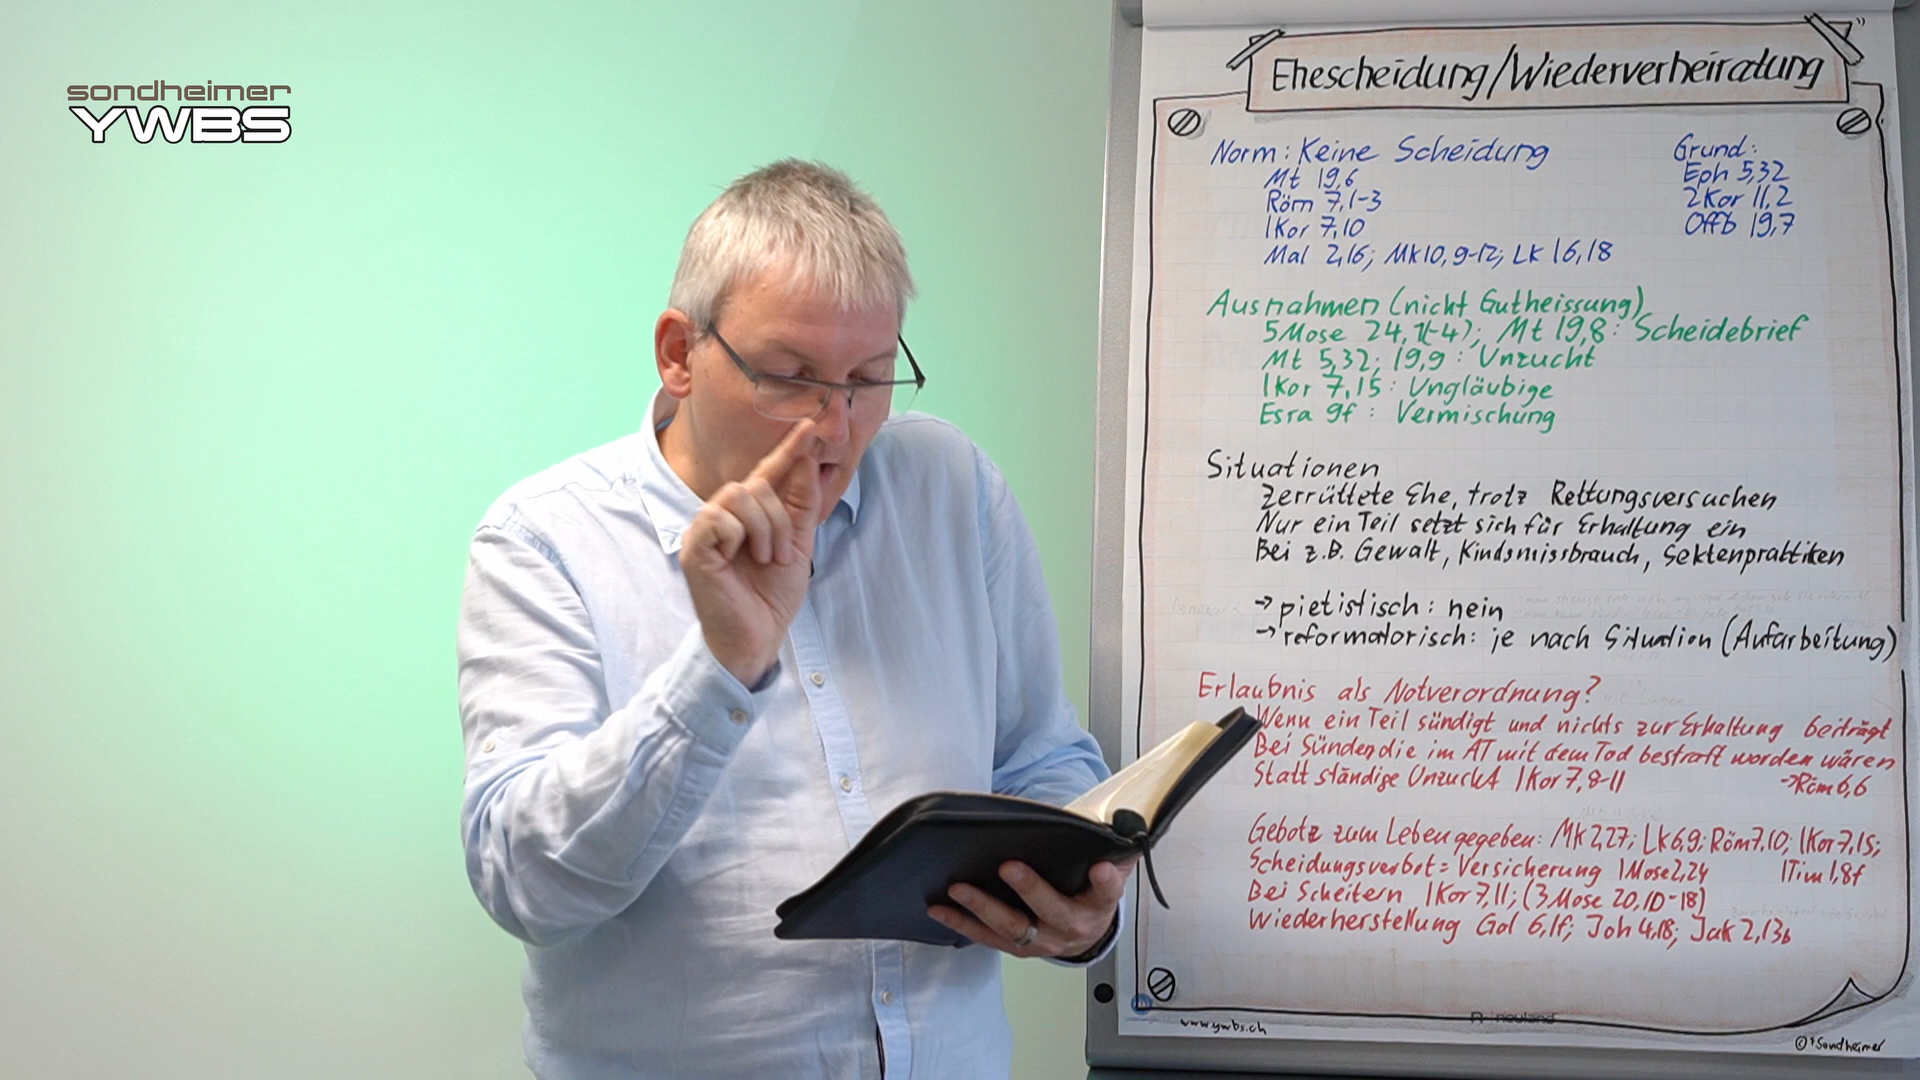 sondheimer
YWBS
Ehescheidung/Wiederverheiratung
Norm: Keine Scheidung
Mt 19,6
Röm 7,1-3
1Kor 7,10
Mal 2,16; Mk10,9-12; Lk 16,18
Grund:
Eph 5,32
2Kor 11,2
Offb 19,7
Ausnahmen (nicht Gutheissung)
5Mose 24,1(-4); Mt 19,8: Scheidebrief
Mt 5,32; 19,9: Unzucht
1Kor 7,15: Ungläubige
Esra 9f: Vermischung
Situationen
Zerrüttete Ehe, trotz Rettungsversuchen
Nur ein Teil setzt sich für Erhaltung ein
Bei z.B. Gewalt, Kindsmissbrauch, Sektenpraktiken
→ pietistisch: nein
→ reformatorisch: je nach Situation (Aufarbeitung)
Erlaubnis als Notverordnung?
Wenn ein Teil sündigt und nichts zur Erhaltung beiträgt
Bei Sünden die im AT mit dem Tod bestraft worden wären
Statt ständige Unzucht 1Kor 7,8-11 →Röm 6,6
Gebote zum Leben gegeben: Mk 2,27; Lk 6,9; Röm 7,10; 1Kor 7,15;
Scheidungsverbot = Versicherung 1Mose 2,24 1Tim 1,8f
Bei Scheitern 1Kor 7,11; (3Mose 20,10-18)
Wiederherstellung Gal 6,1f; Joh 4,18; Jak 2,13b
www.ywbs.ch
neuland
© Sondheimer